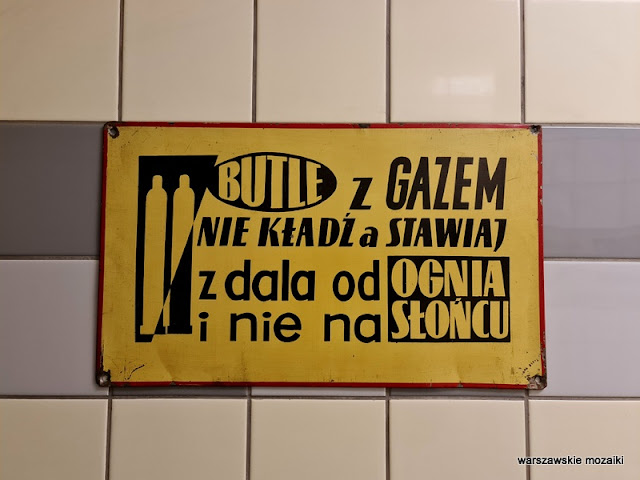 BUTLE z GAZEM
NIE KŁADŹ a STAWIAJ
z dala od OGNIA
i nie na SŁOŃCU
warszawskie mozaiki